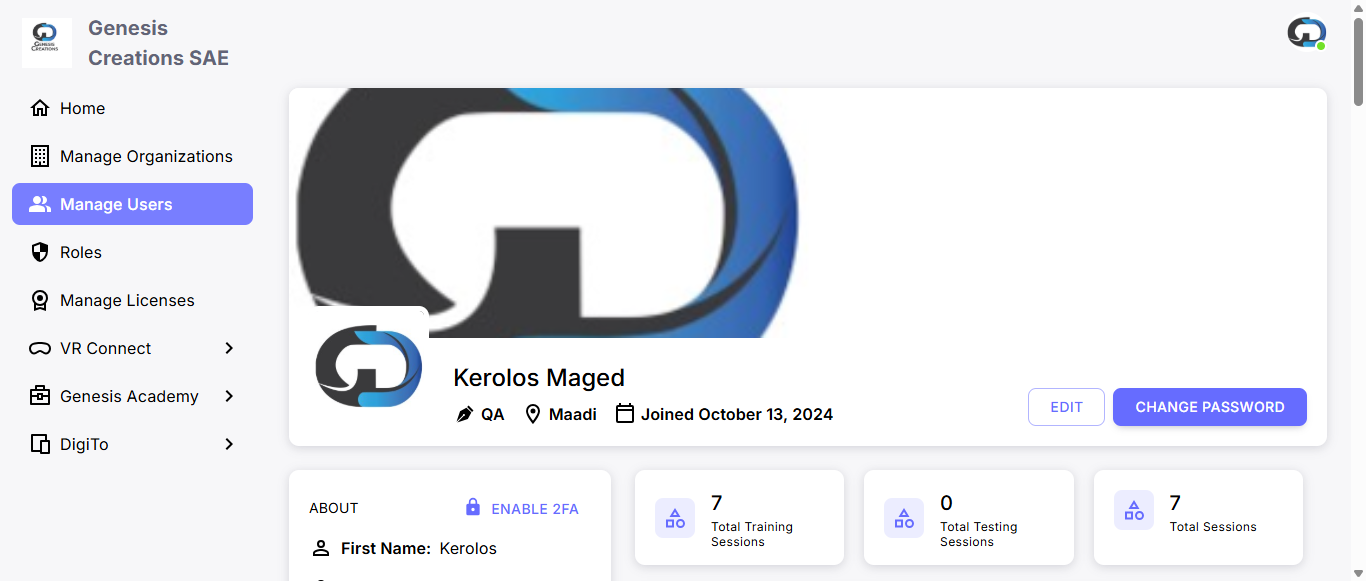 GENESIS
CREATIONS
Genesis
Creations SAE
Home
Manage Organizations
Manage Users
Roles
Manage Licenses
VR Connect
Genesis Academy
DigiTo
Kerolos Maged
QA Maadi Joined October 13, 2024
EDIT CHANGE PASSWORD
ABOUT ENABLE 2FA
First Name: Kerolos
7
Total Training
Sessions
0
Total Testing
Sessions
7
Total Sessions